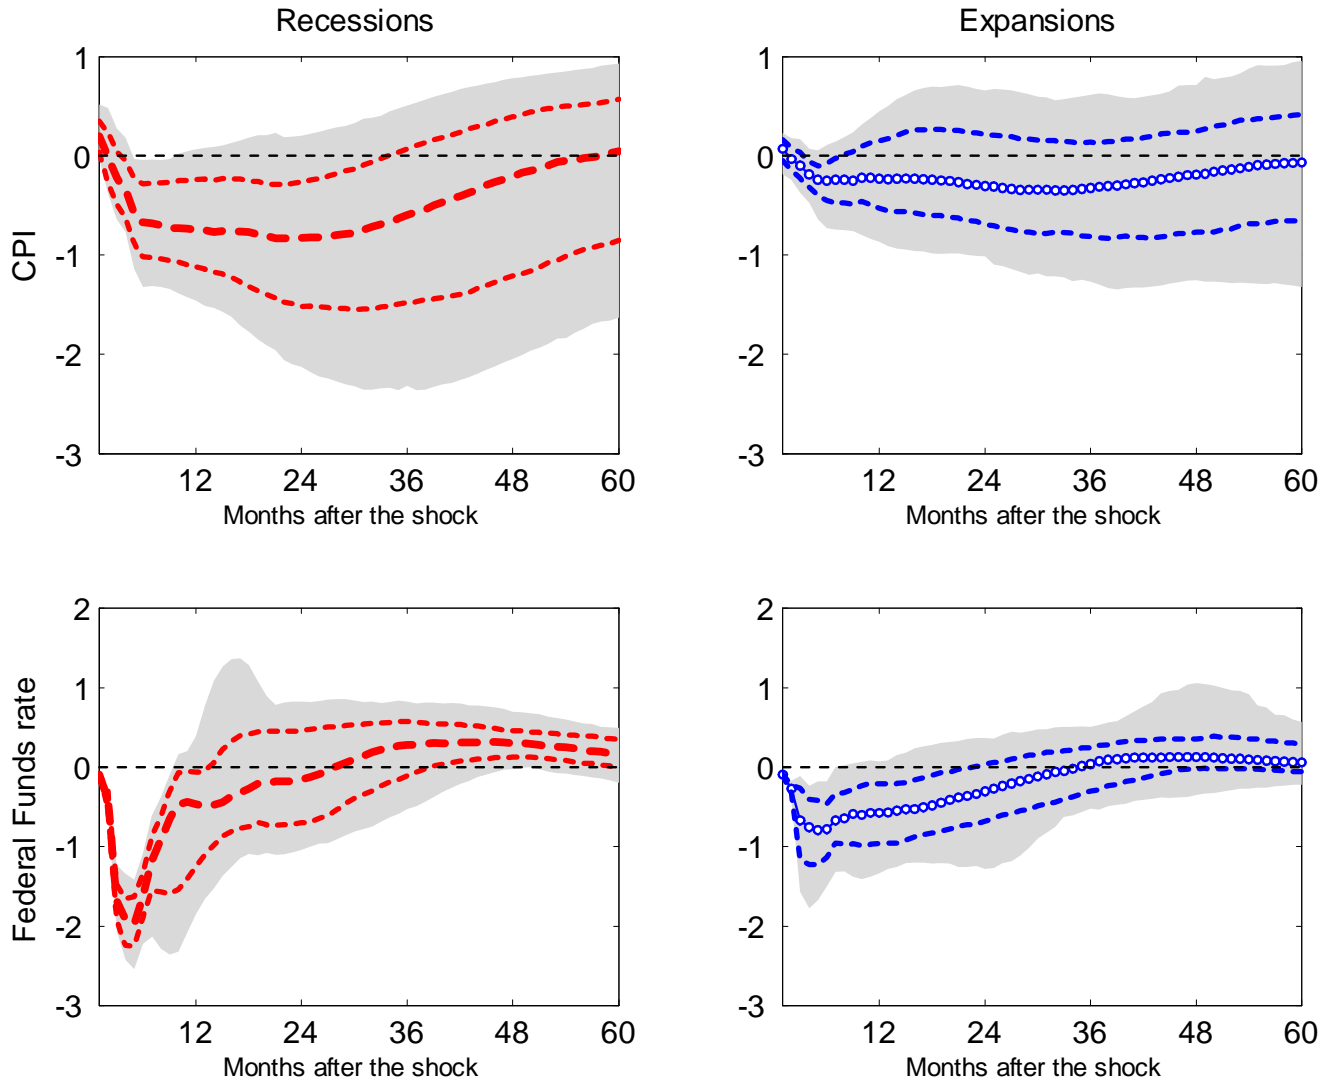 Recessions
Expansions
CPI
1
0
-1
-2
-3
12 24 36 48 60
Months after the shock
1
0
-1
-2
-3
12 24 36 48 60
Months after the shock
Federal Funds rate
2
1
0
-1
-2
-3
12 24 36 48 60
Months after the shock
2
1
0
-1
-2
-3
12 24 36 48 60
Months after the shock